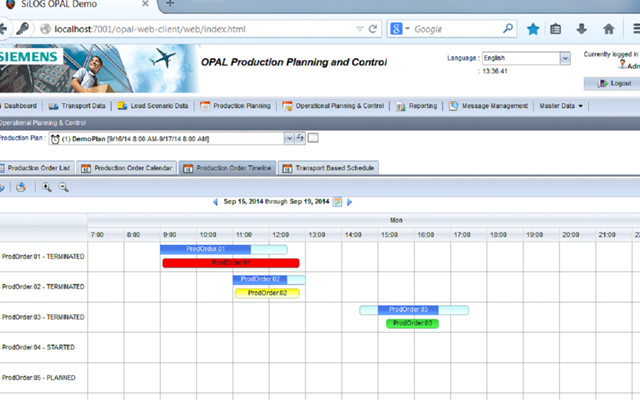 SiLOG OPAL Demo
localhost:7001/opal-web-client/web/index.html
Google
SIEMENS
OPAL Production Planning and Control
Language : English
Currently logged in
: 13:36:41
Adm
Logout
Dashboard Transport Data Load Scenario Data Production Planning Operational Planning & Control Reporting Message Management Master Data
Operational Planning & Control
Production Plan: (1) DemoPlan [9/16/14 8:00 AM-9/17/14 8:00 AM]
Production Order List Production Order Calendar Production Order Timeline Transport Based Schedule
Sep 15, 2014 through Sep 19, 2014
Mon
7:00 8:00 9:00 10:00 11:00 12:00 13:00 14:00 15:00 16:00 17:00 18:00 19:00 20:00 21:00 22
ProdOrder.01
ProdOrder.01 - TERMINATED
ProdOrder.01
ProdOrder.02
ProdOrder.02 - TERMINATED
ProdOrder.02
ProdOrder.03
ProdOrder.03 - TERMINATED
ProdOrder.03
ProdOrder.04 - STARTED
ProdOrder.05 - PLANNED